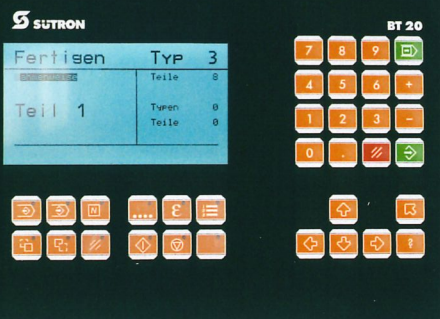 SÜTRON BT 20
Fertigen Typ 3
Teile 8
Teil 1
Typen 0
Teile 0
7 8 9
4 5 6 +
1 2 3 -
0 .
N
ε
?